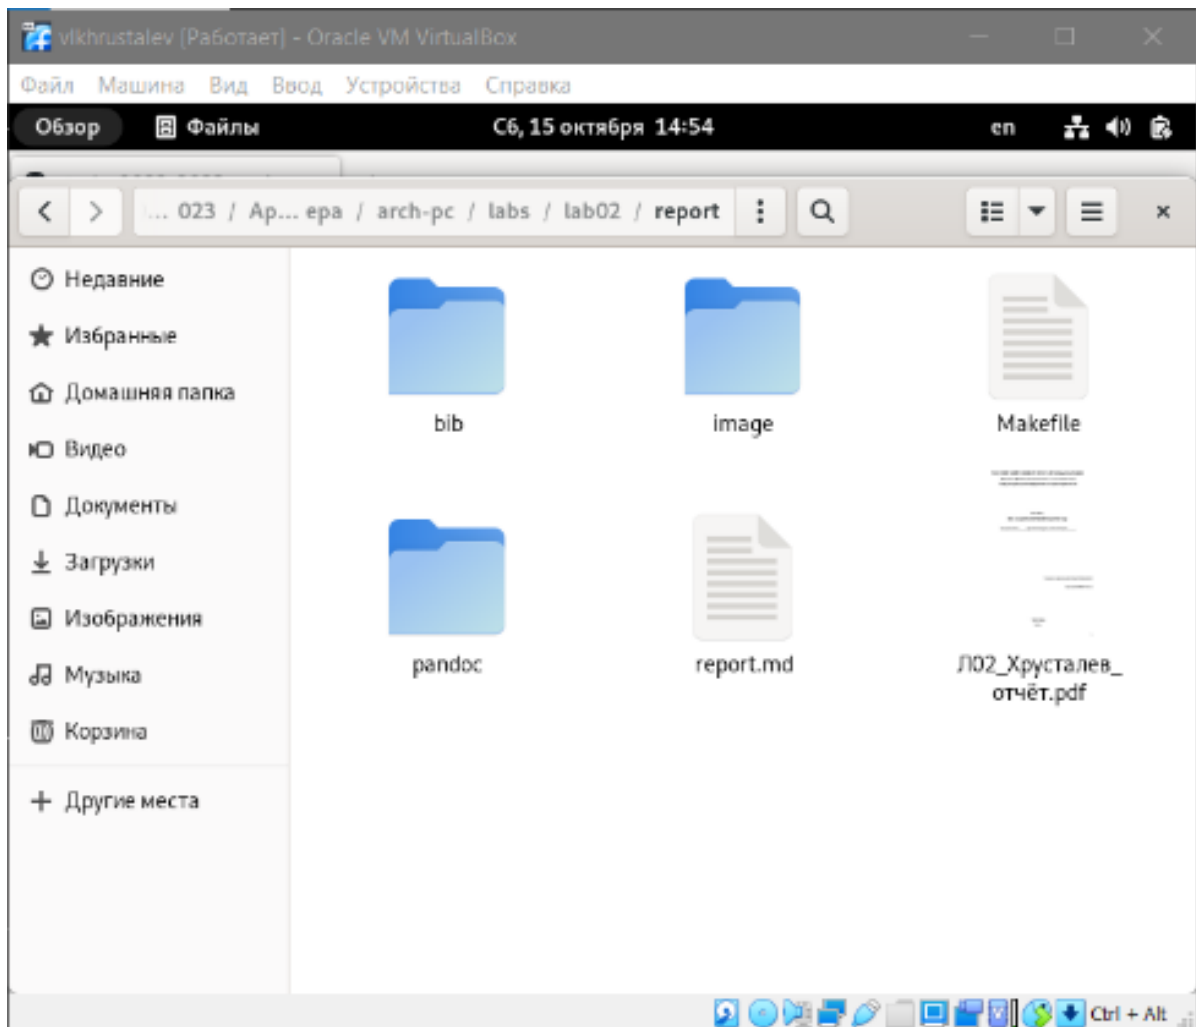 vlkhrustalev [Работает] - Oracle VM VirtualBox
Файл Машина Вид Ввод Устройства Справка
Обзор Файлы Сб, 15 октября 14:54 en
... 023 / Ap... epa / arch-pc / labs / lab02 / report
Недавние
Избранные
Домашняя папка
Видео
Документы
Загрузки
Изображения
Музыка
Корзина
Другие места
bib
image
Makefile
pandoc
report.md
Л02_Хрусталев_
отчёт.pdf
Ctrl + Alt